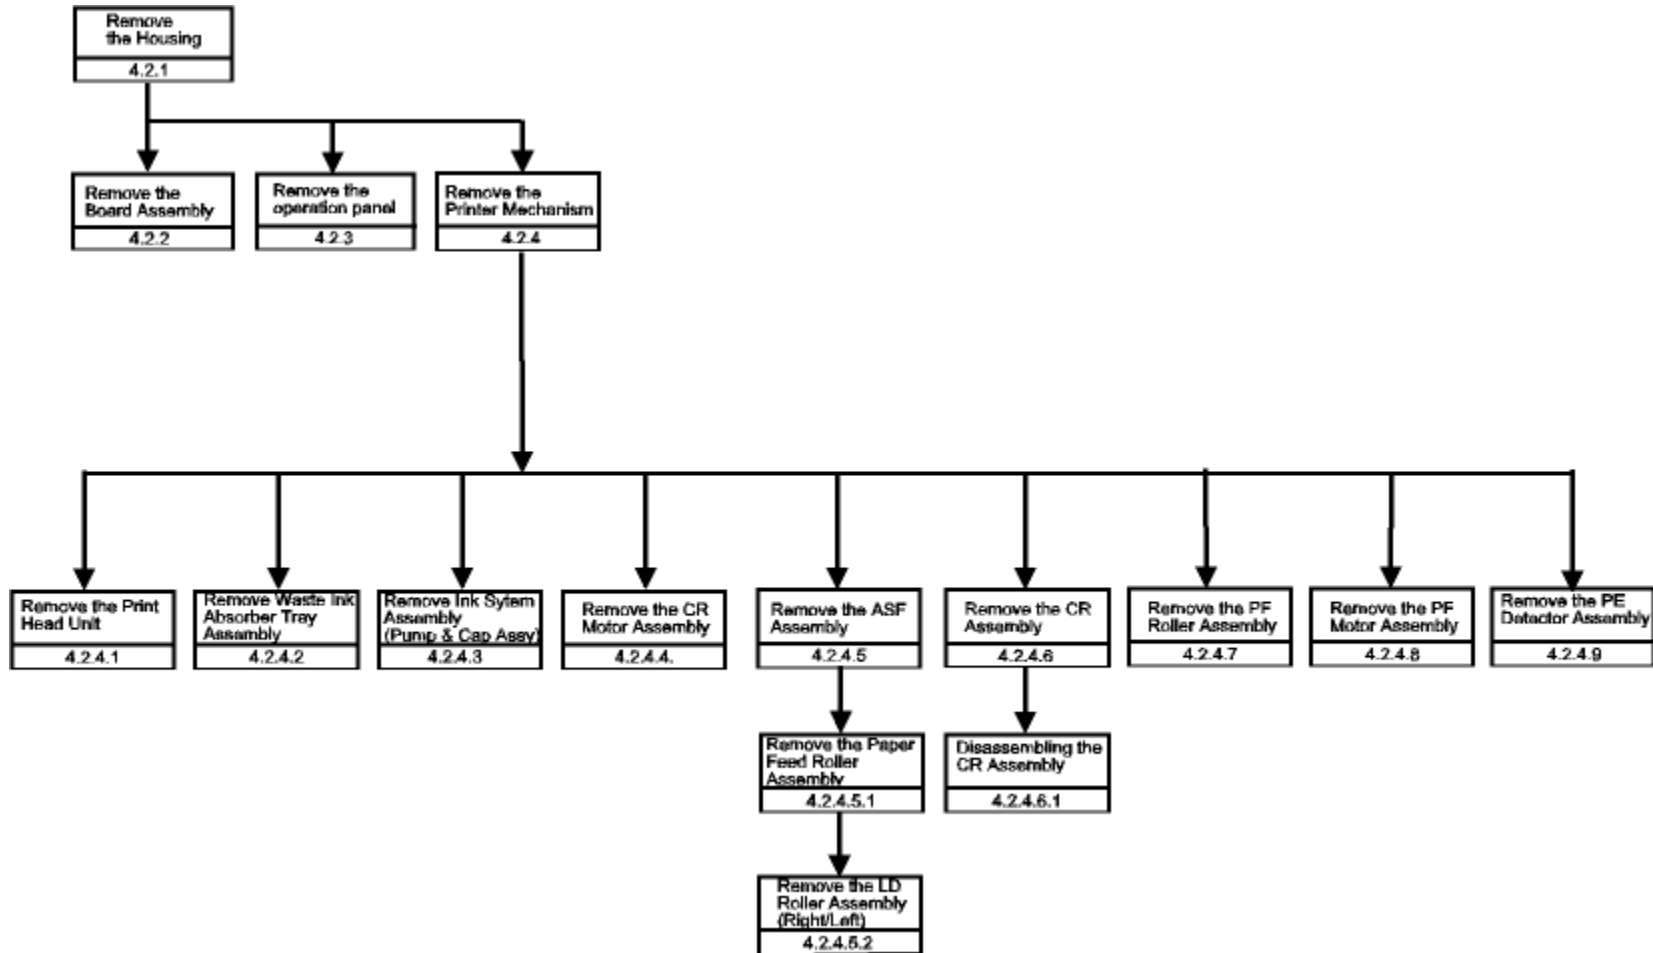 Remove
the Housing
4.2.1
Remove the
Board Assembly
4.2.2
Remove the
operation panel
4.2.3
Remove the
Printer Mechanism
4.2.4
Remove the Print
Head Unit
4.2.4.1
Remove Waste Ink
Absorber Tray
Assembly
4.2.4.2
Remove Ink Sytem
Assembly
(Pump & Cap Assy)
4.2.4.3
Remove the CR
Motor Assembly
4.2.4.4.
Remove the ASF
Assembly
4.2.4.5
Remove the CR
Assembly
4.2.4.6
Remove the PF
Roller Assembly
4.2.4.7
Remove the PF
Motor Assembly
4.2.4.8
Remove the PE
Detactor Assembly
4.2.4.9
Remove the Paper
Feed Roller
Assembly
4.2.4.5.1
Disassembling the
CR Assembly
4.2.4.6.1
Remove the LD
Roller Assembly
(Right/Left)
4.2.4.5.2